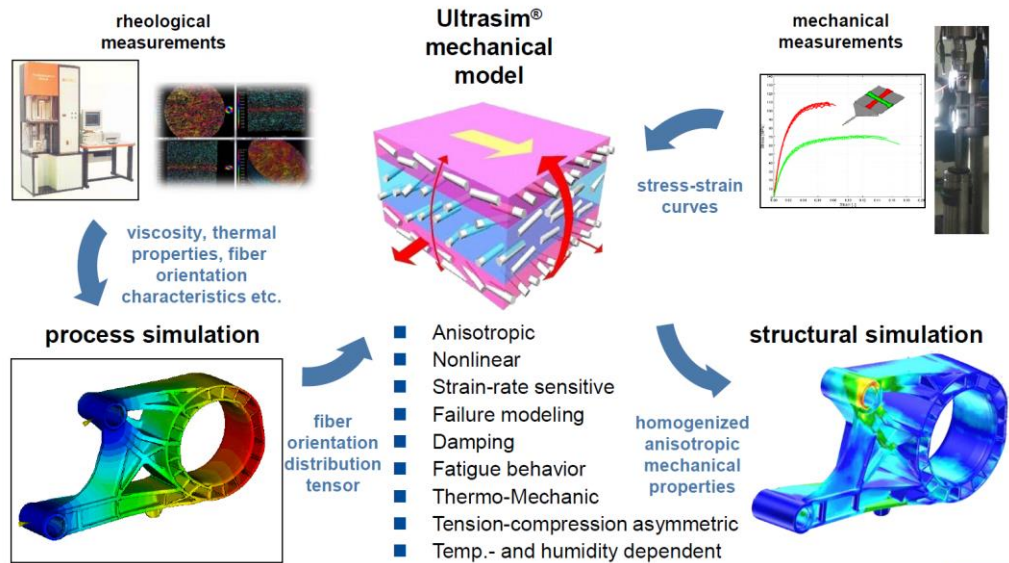 rheological
measurements
Ultrasim®
mechanical
model
mechanical
measurements
stress-strain
curves
viscosity, thermal
properties, fiber
orientation
characteristics etc.
process simulation
fiber
orientation
distribution
tensor
Anisotropic
Nonlinear
Strain-rate sensitive
Failure modeling
Damping
Fatigue behavior
Thermo-Mechanic
Tension-compression asymmetric
Temp.- and humidity dependent
structural simulation
homogenized
anisotropic
mechanical
properties